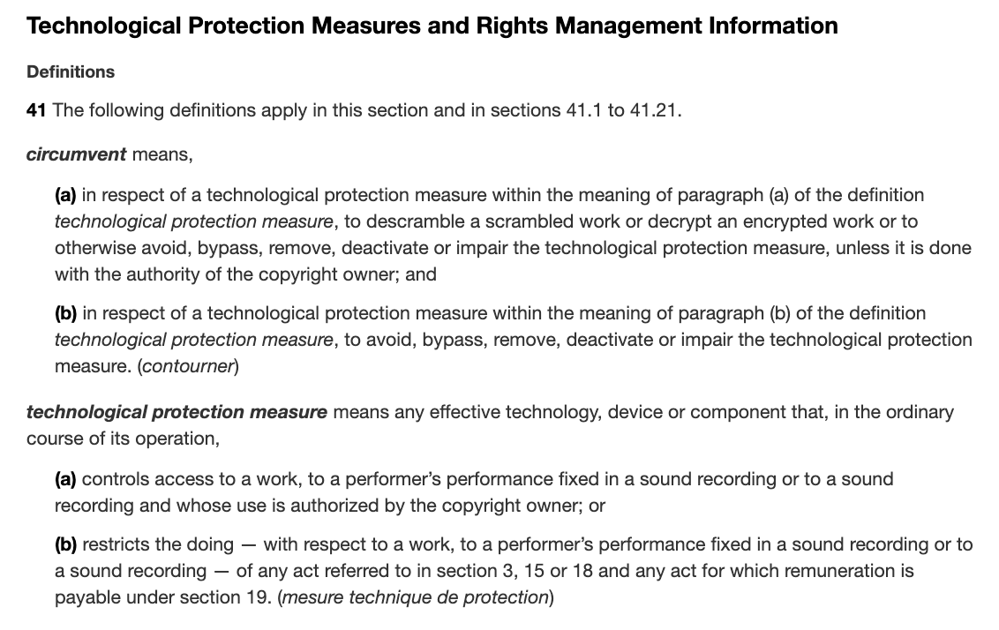 Technological Protection Measures and Rights Management Information
Definitions
41 The following definitions apply in this section and in sections 41.1 to 41.21.
circumvent means,
(a) in respect of a technological protection measure within the meaning of paragraph (a) of the definition
technological protection measure, to descramble a scrambled work or decrypt an encrypted work or to
otherwise avoid, bypass, remove, deactivate or impair the technological protection measure, unless it is done
with the authority of the copyright owner; and
(b) in respect of a technological protection measure within the meaning of paragraph (b) of the definition
technological protection measure, to avoid, bypass, remove, deactivate or impair the technological protection
measure. (contourner)
technological protection measure means any effective technology, device or component that, in the ordinary
course of its operation,
(a) controls access to a work, to a performer’s performance fixed in a sound recording or to a sound
recording and whose use is authorized by the copyright owner; or
(b) restricts the doing — with respect to a work, to a performer’s performance fixed in a sound recording or to
a sound recording — of any act referred to in section 3, 15 or 18 and any act for which remuneration is
payable under section 19. (mesure technique de protection)